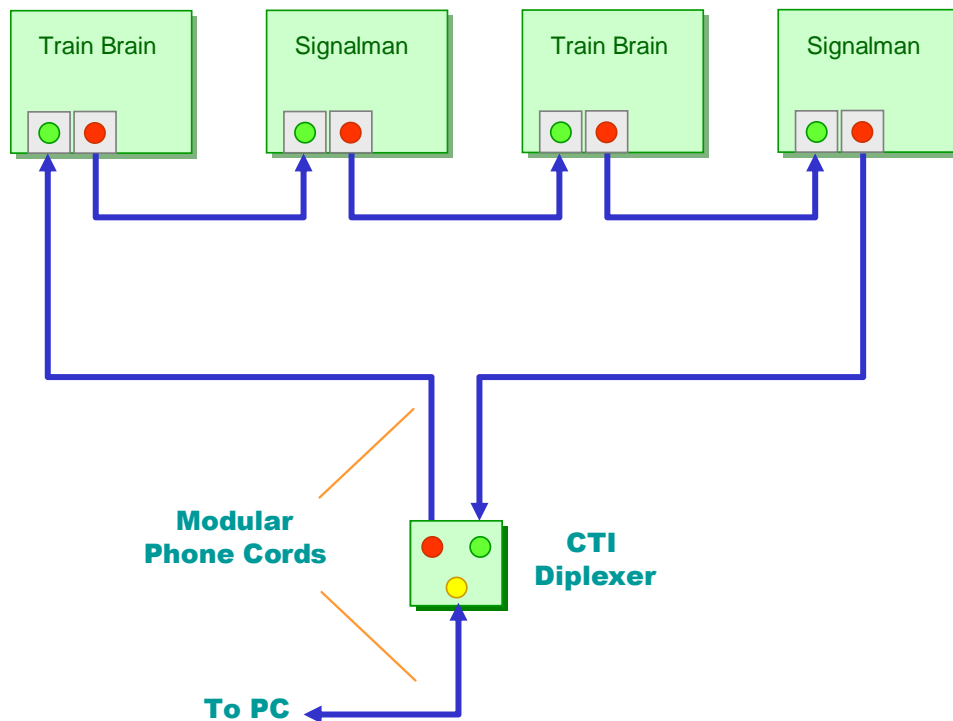 Train Brain
Signalman
Train Brain
Signalman
Modular
Phone Cords
CTI
Diplexer
To PC